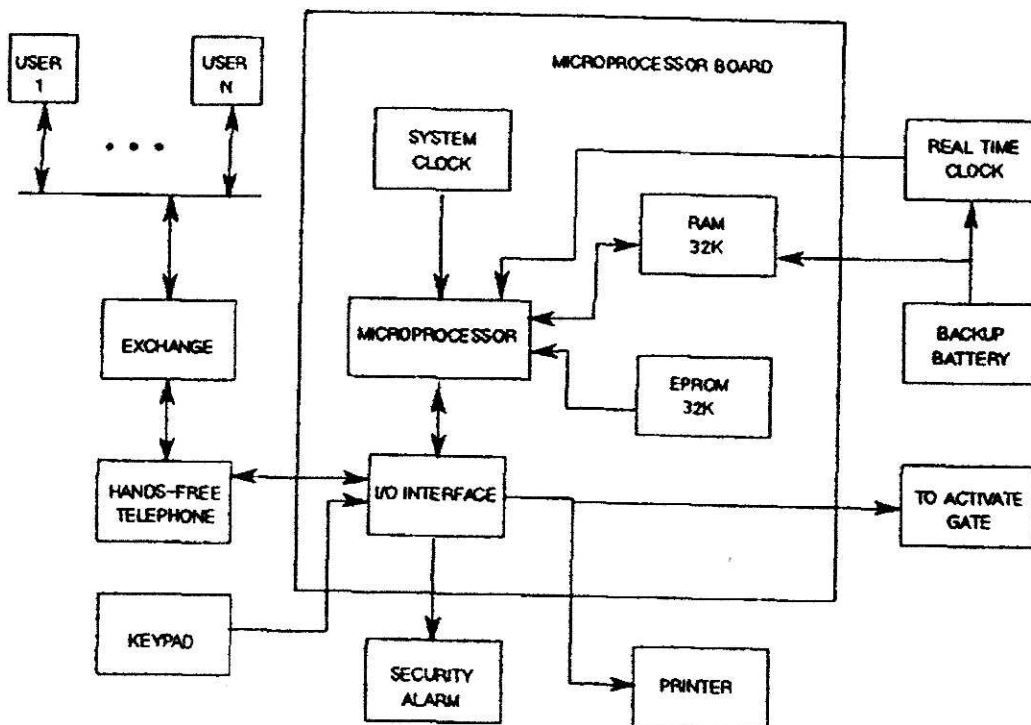 USER
1
USER
N
MICROPROCESSOR BOARD
SYSTEM
CLOCK
REAL TIME
CLOCK
RAM
32K
EXCHANGE
MICROPROCESSOR
BACKUP
BATTERY
EPROM
32K
HANDS-FREE
TELEPHONE
I/O INTERFACE
TO ACTIVATE
GATE
KEYPAD
SECURITY
ALARM
PRINTER